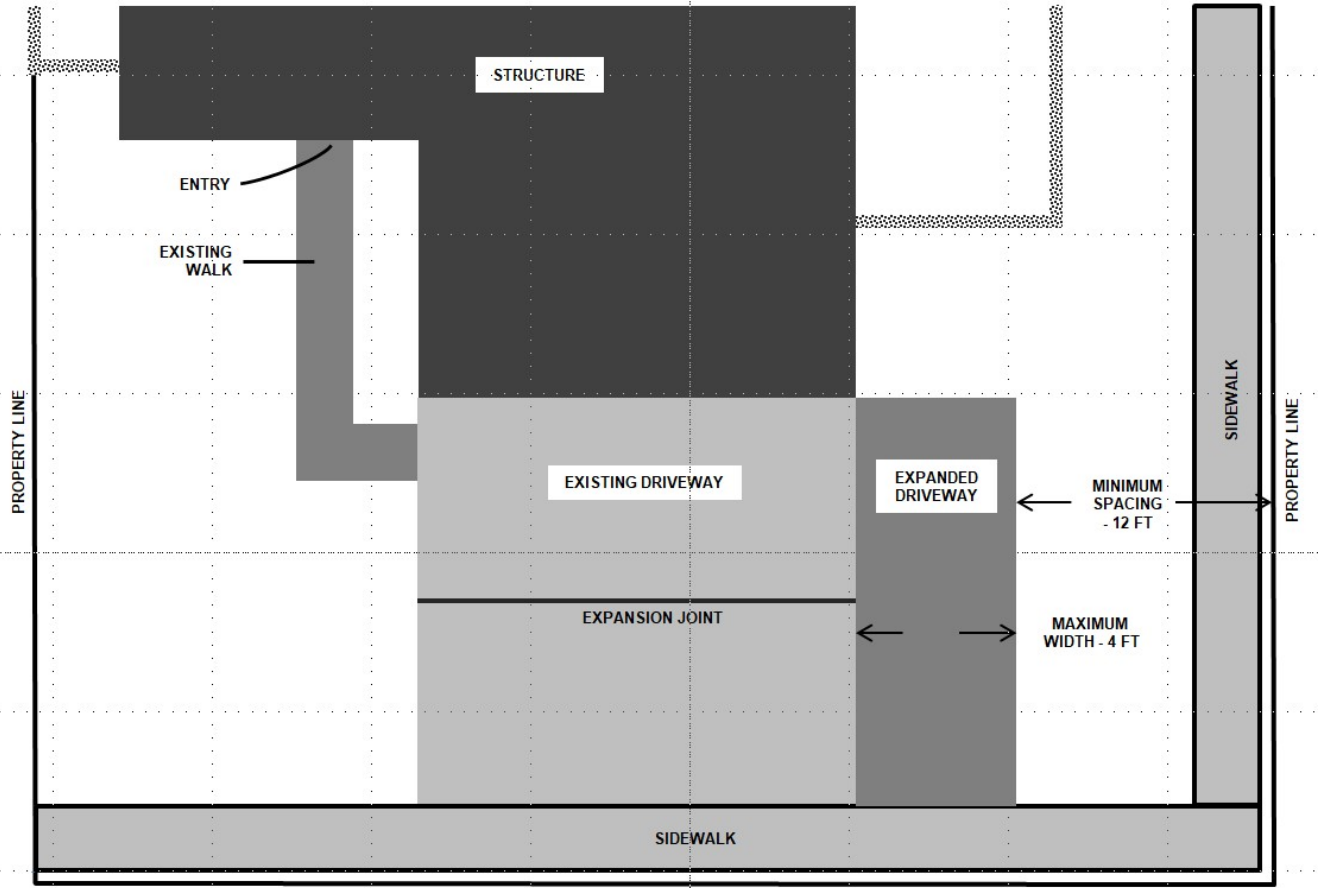 STRUCTURE
ENTRY
EXISTING
WALK
SIDEWALK
PROPERTY LINE
PROPERTY LINE
EXISTING DRIVEWAY
EXPANDED
DRIVEWAY
MINIMUM
SPACING
- 12 FT
EXPANSION JOINT
MAXIMUM
WIDTH - 4 FT
SIDEWALK